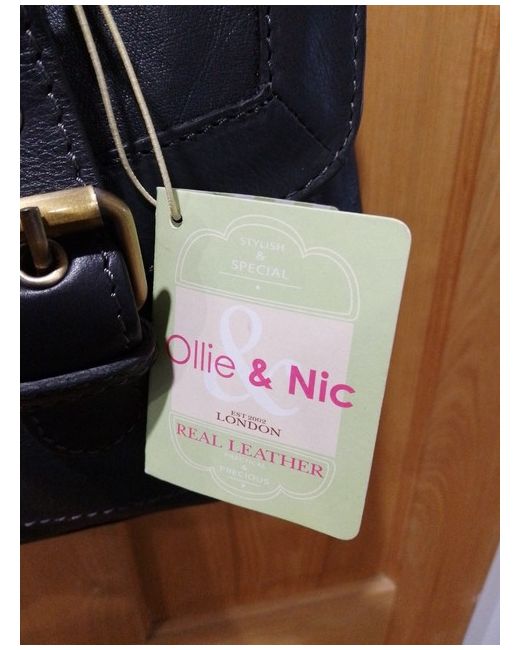 STYLISH
&
SPECIAL
&
Ollie & Nic
EST 2002
LONDON
REAL LEATHER
&
PRECIOUS